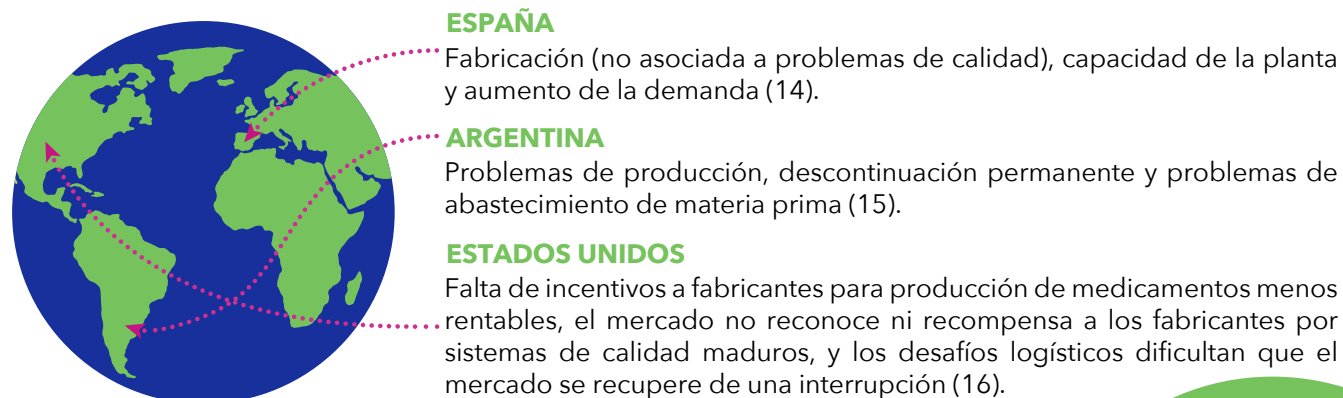 ESPAÑA
Fabricación (no asociada a problemas de calidad), capacidad de la planta
y aumento de la demanda (14).
ARGENTINA
Problemas de producción, descontinuación permanente y problemas de
abastecimiento de materia prima (15).
ESTADOS UNIDOS
Falta de incentivos a fabricantes para producción de medicamentos menos
rentables, el mercado no reconoce ni recompensa a los fabricantes por
sistemas de calidad maduros, y los desafíos logísticos dificultan que el
mercado se recupere de una interrupción (16).